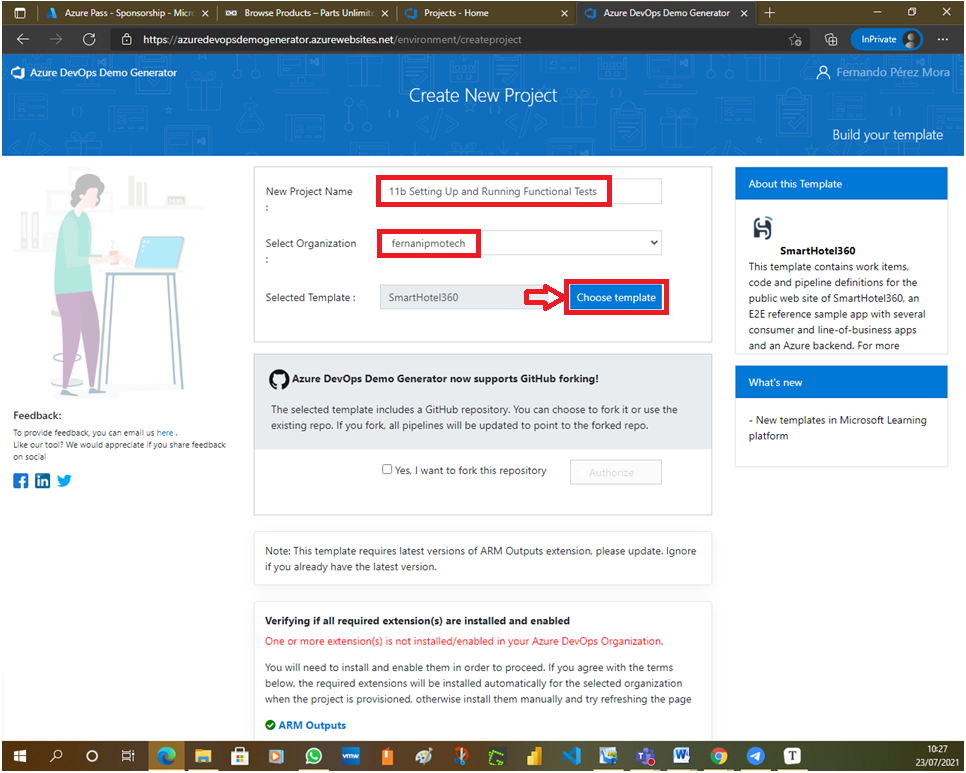 Azure Pass - Sponsorship - Micro
Browse Products – Parts Unlimite
Projects - Home
Azure DevOps Demo Generator
https://azuredevopsdemogenerator.azurewebsites.net/environment/createproject
InPrivate
Azure DevOps Demo Generator
Fernando Pérez Mora
Create New Project
Build your template
New Project Name
:
11b Setting Up and Running Functional Tests
Select Organization
:
fernanipmotech
Selected Template :
SmartHotel360
Choose template
About this Template
SmartHotel360
This template contains work items,
code and pipeline definitions for the
public web site of SmartHotel360, an
E2E reference sample app with several
consumer and line-of-business apps
and an Azure backend. For more
Azure DevOps Demo Generator now supports GitHub forking!
The selected template includes a GitHub repository. You can choose to fork it or use the
existing repo. If you fork, all pipelines will be updated to point to the forked repo.
Yes, I want to fork this repository
Authorize
What's new
- New templates in Microsoft Learning
platform
Feedback:
To provide feedback, you can email us here .
Like our tool? We would appreciate if you share feedback
on social
Note: This template requires latest versions of ARM Outputs extension, please update. Ignore
if you already have the latest version.
Verifying if all required extension(s) are installed and enabled
One or more extension(s) is not installed/enabled in your Azure DevOps Organization.
You will need to install and enable them in order to proceed. If you agree with the terms
below, the required extensions will be installed automatically for the selected organization
when the project is provisioned, otherwise install them manually and try refreshing the page
ARM Outputs
vmw
10:27
23/07/2021